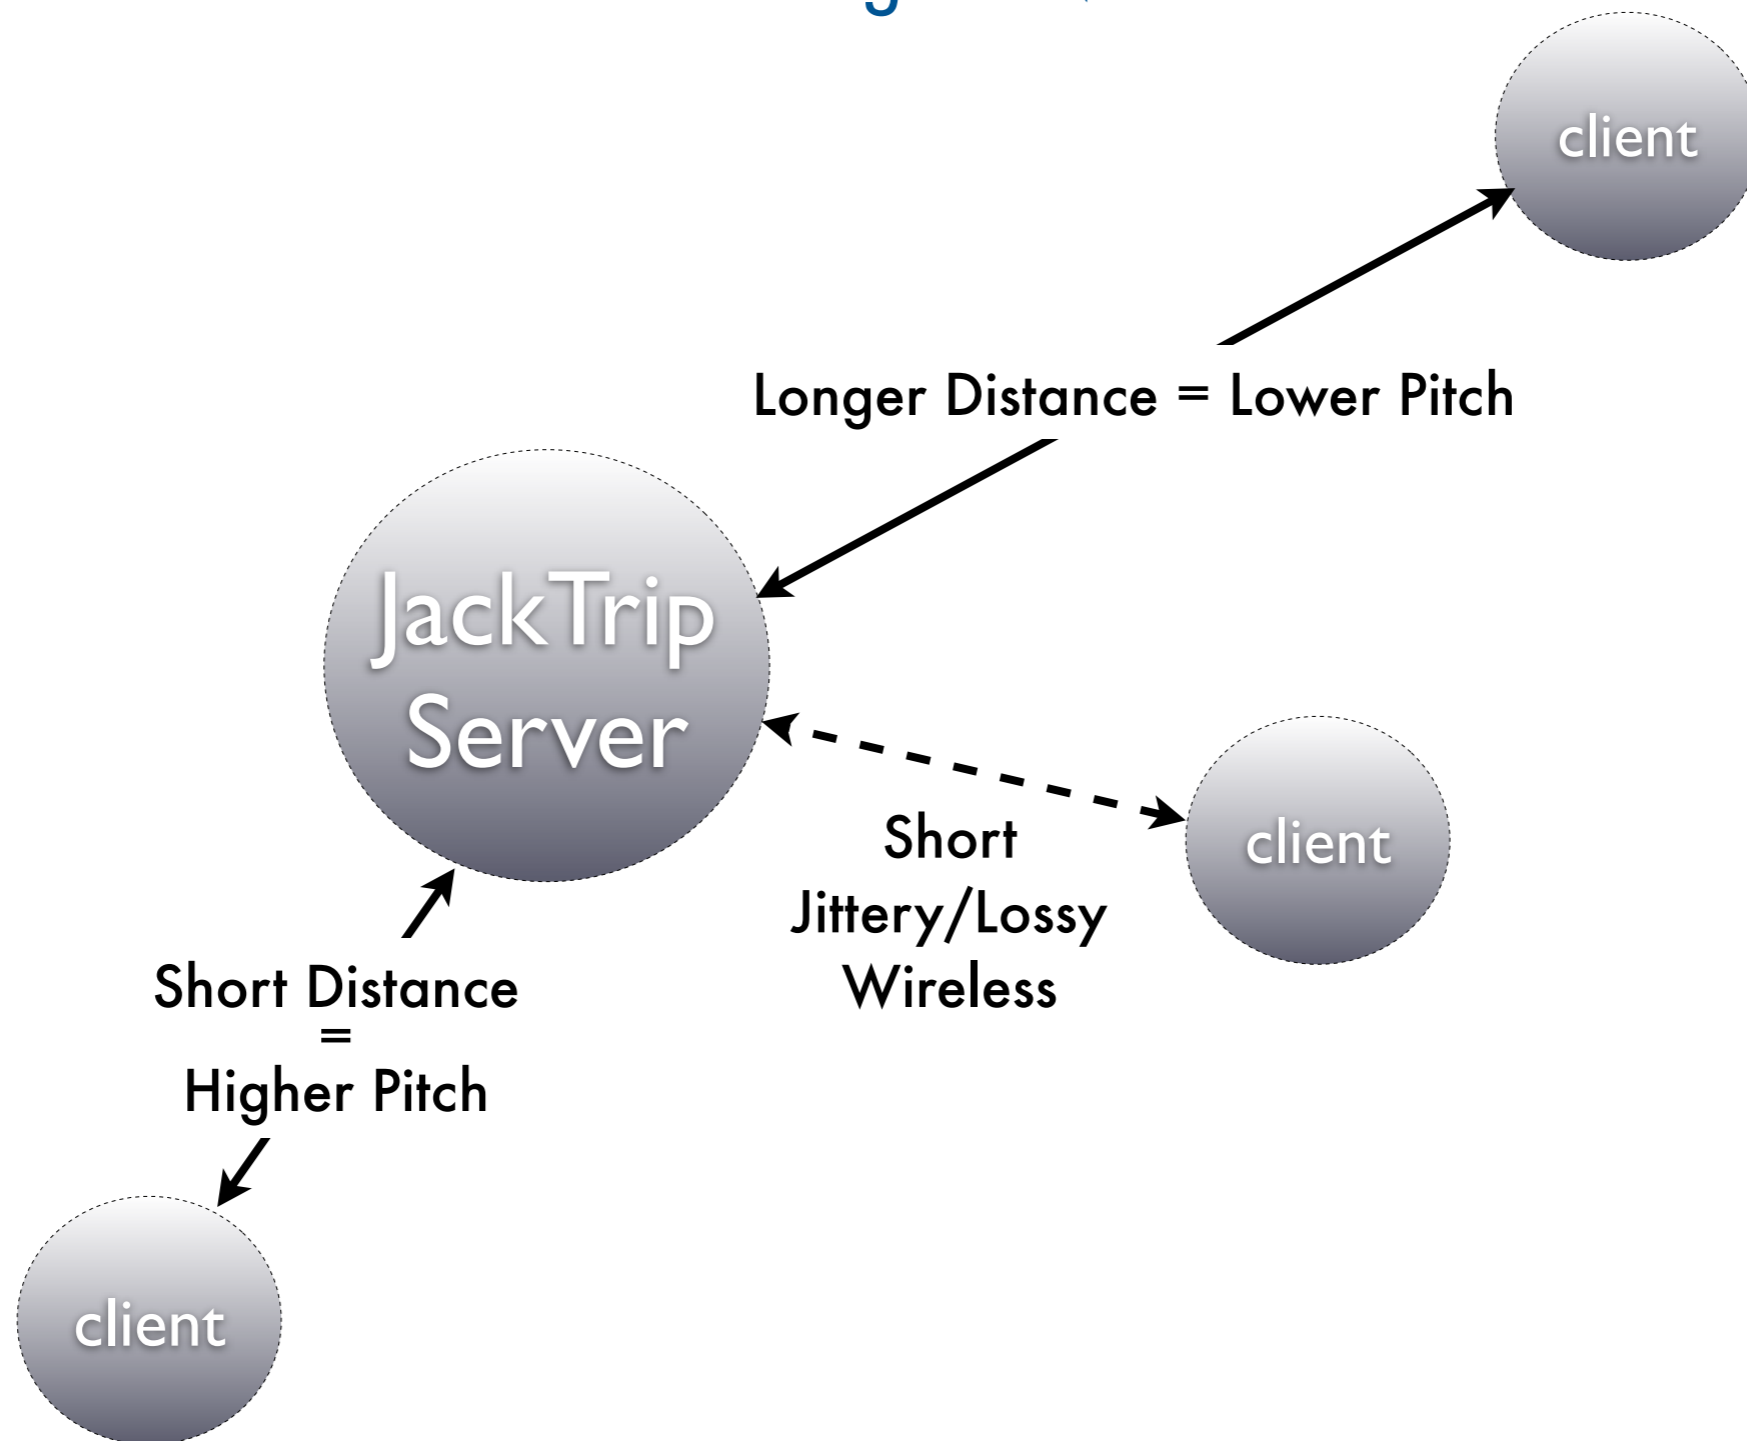 client
Longer Distance = Lower Pitch
JackTrip
Server
Short
Jittery/Lossy
Wireless
client
Short Distance
=
Higher Pitch
client